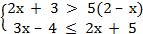 2x + 3 > 5(2 − x)
3x − 4 ≤ 2x + 5